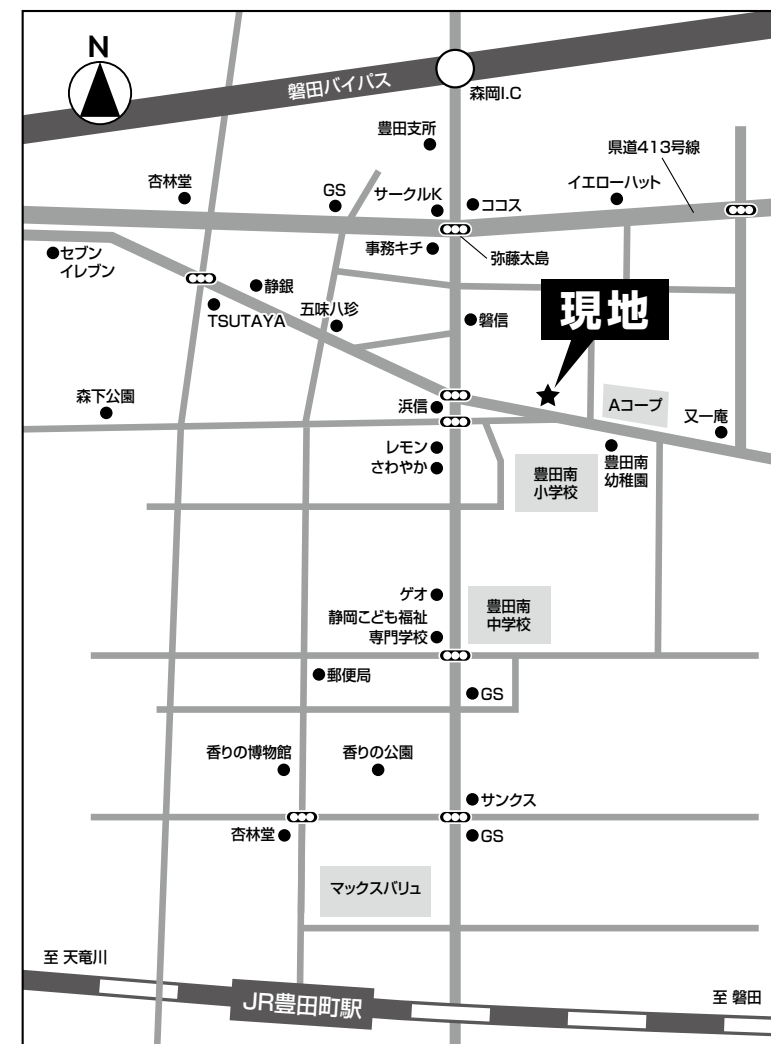 N
磐田バイパス
森岡I.C
豊田支所
県道413号線
杏林堂
GS
サークルK
ココス
イエローハット
事務キチ
弥藤太島
セブン
イレブン
静銀
TSUTAYA
五味八珍
磐信
現地
森下公園
浜信
Aコープ
又一庵
レモン
さわやか
豊田南
小学校
豊田南
幼稚園
ゲオ
静岡こども福祉
専門学校
豊田南
中学校
郵便局
GS
香りの博物館
香りの公園
サンクス
杏林堂
GS
マックスバリュ
至 天竜川
JR豊田町駅
至 磐田